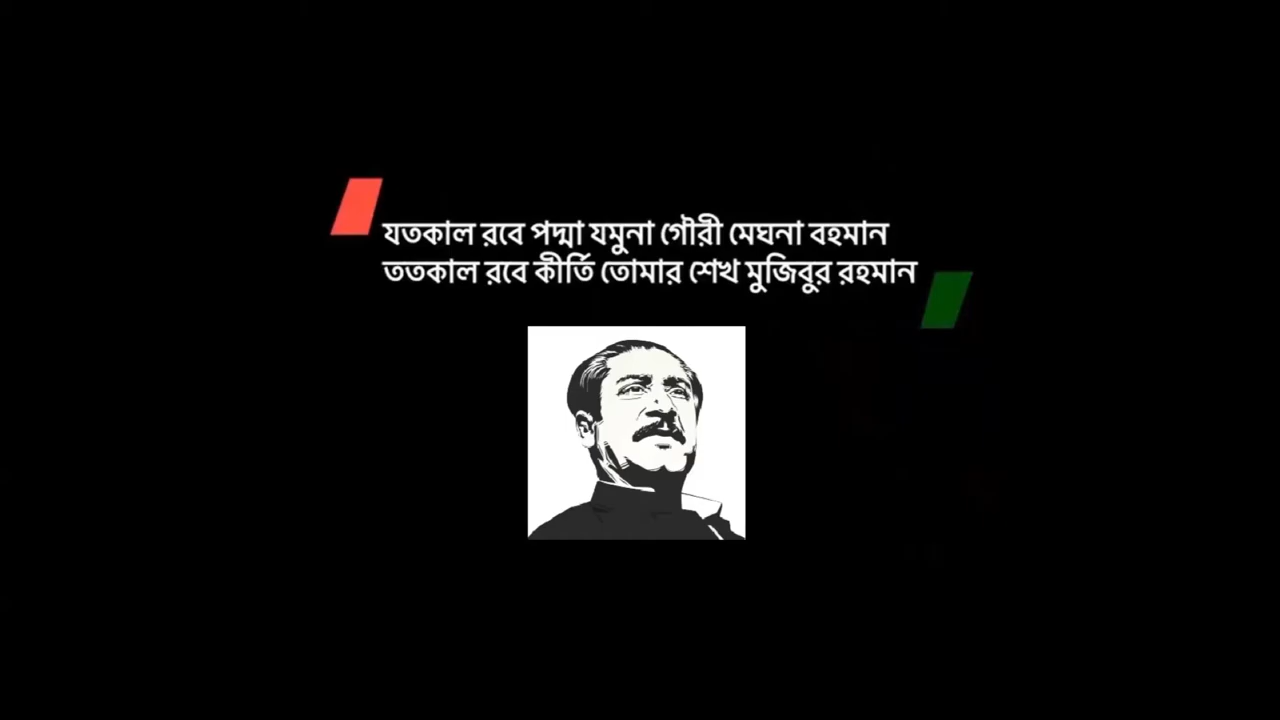 যতকাল রবে পদ্মা যমুনা গৌরী মেঘনা বহমান
ততকাল রবে কীর্তি তোমার শেখ মুজিবুর রহমান